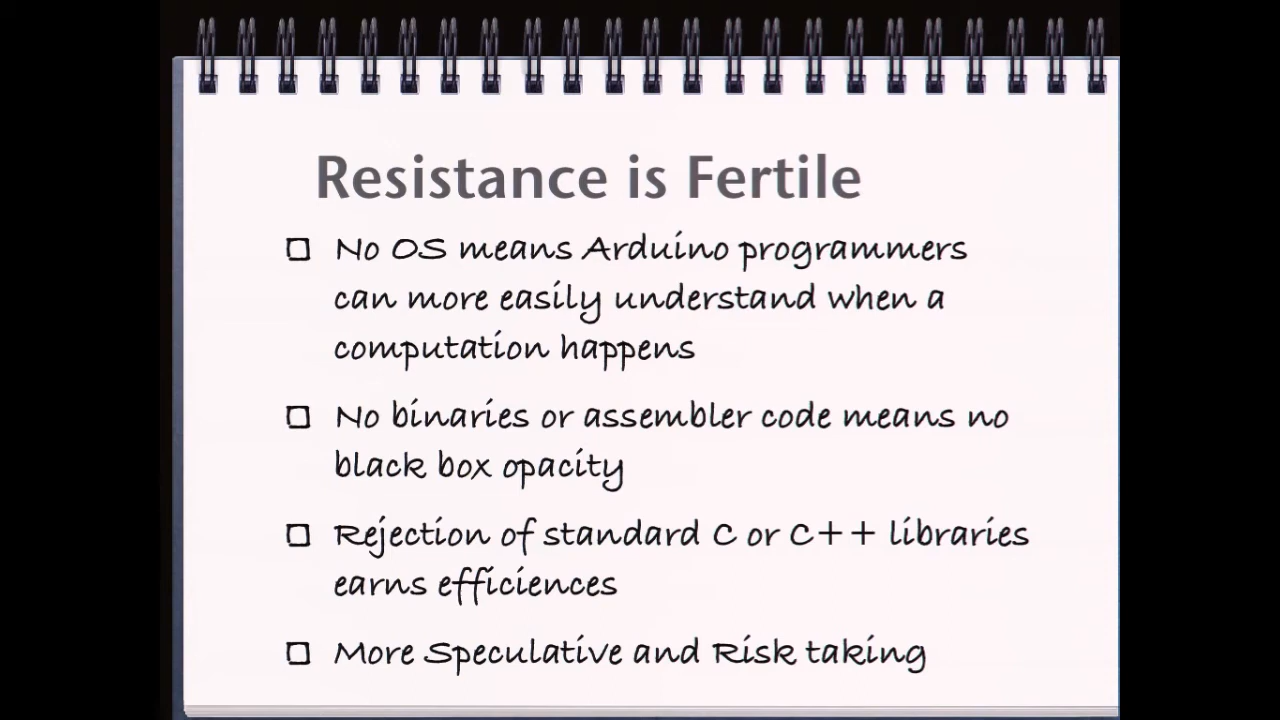 Resistance is Fertile
No OS means Arduino programmers
can more easily understand when a
computation happens
No binaries or assembler code means no
black box opacity
Rejection of standard C or C++ libraries
earns efficiences
More Speculative and Risk taking